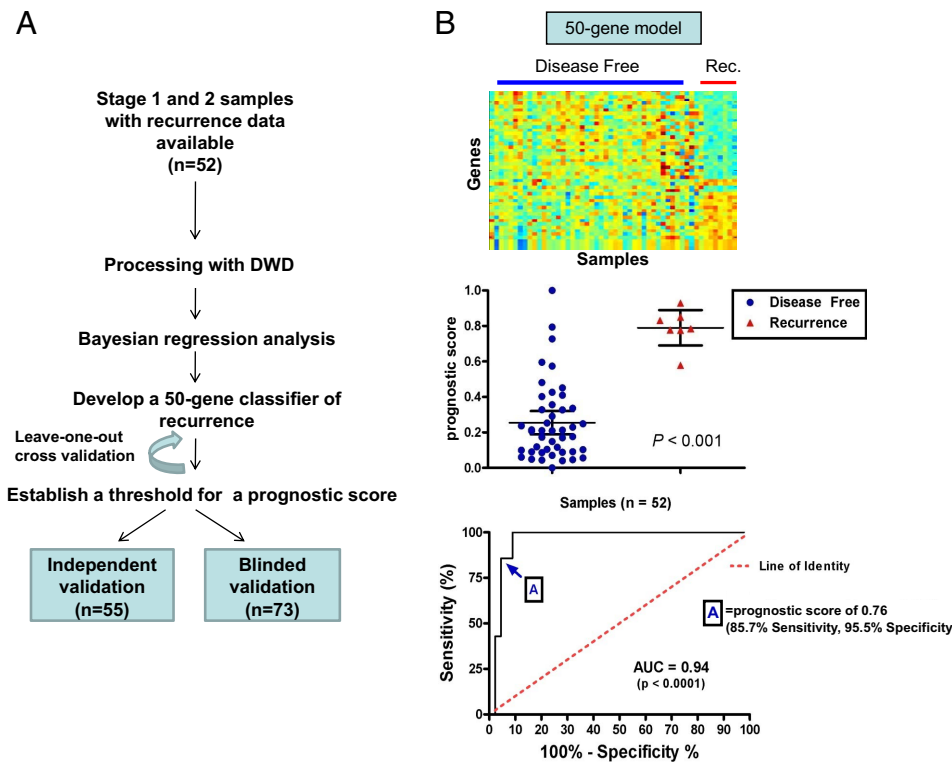 A
Stage 1 and 2 samples
with recurrence data
available
(n=52)
Processing with DWD
Bayesian regression analysis
Develop a 50-gene classifier of
recurrence
Leave-one-out
cross validation
Establish a threshold for a prognostic score
Independent
validation
(n=55)
Blinded
validation
(n=73)
B
50-gene model
Disease Free
Rec.
Genes
Samples
prognostic score
1.0
0.8
0.6
0.4
0.2
0.0
Disease Free
Recurrence
P < 0.001
Samples (n = 52)
Sensitivity (%)
100
75
50
25
0
A
Line of Identity
A =prognostic score of 0.76
(85.7% Sensitivity, 95.5% Specificity
AUC = 0.94
(p < 0.0001)
0 10 20 30 40 50 60 70 80 90 100
100% - Specificity %